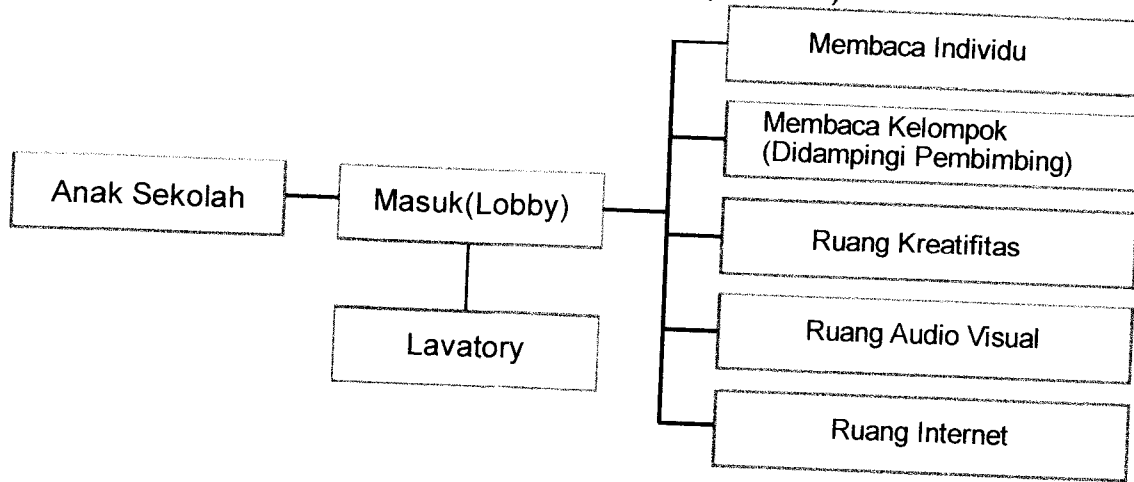 Anak Sekolah
Masuk(Lobby)
Lavatory
Membaca Individu
Membaca Kelompok
(Didampingi Pembimbing)
Ruang Kreatifitas
Ruang Audio Visual
Ruang Internet